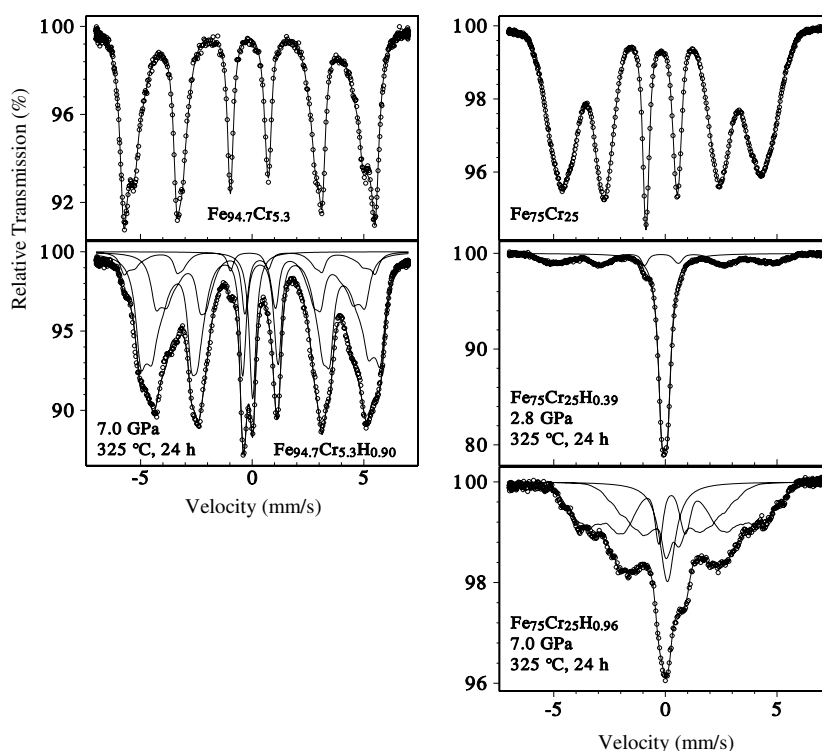 Relative Transmission (%)
100
96
92
Fe94.7Cr5.3
100
95
90
7.0 GPa
325 °C, 24 h
Fe94.7Cr5.3H0.90
-5
0
5
Velocity (mm/s)
100
98
96
Fe75Cr25
100
90
80
Fe75Cr25H0.39
2.8 GPa
325 °C, 24 h
100
98
96
Fe75Cr25H0.96
7.0 GPa
325 °C, 24 h
-5
0
5
Velocity (mm/s)